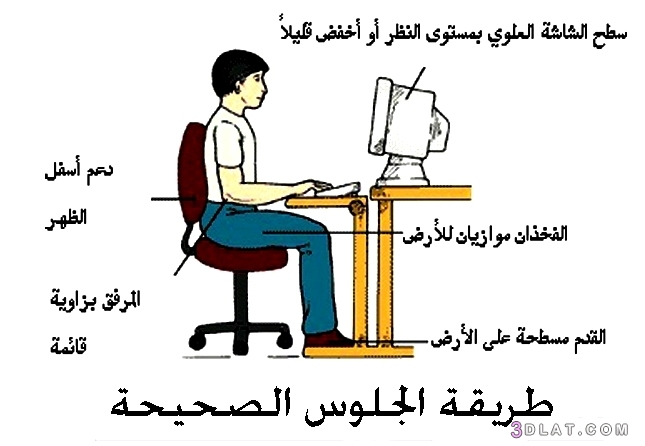 سطح الشاشة العلوي بمستوى النظر أو أخفض قليلاً
دعم أسفل
الظهر
الفخذان موازيان للأرض
المرفق بزاوية
قائمة
القدم مسطحة على الأرض
طريقة الجلوس الصحيحة
3DLAT.COM